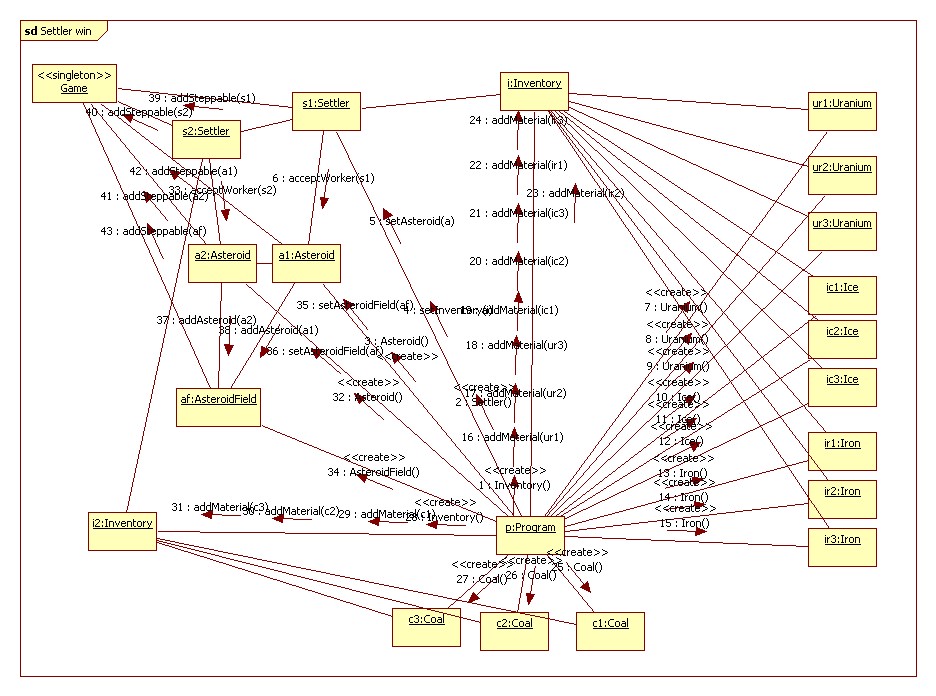 sd Settler win
<<singleton>>
Game
s1:Settler
i:Inventory
ur1:Uranium
39 : addSteppable(s1)
40 : addSteppable(s2)
s2:Settler
24 : addMaterial(ir3)
ur2:Uranium
42 : addSteppable(a1)
22 : addMaterial(ir1)
6 : acceptWorker(s1)
33 : acceptWorker(s2)
23 : addMaterial(ir2)
41 : addSteppable(a2)
21 : addMaterial(ic3)
5 : setAsteroid(a)
ur3:Uranium
43 : addSteppable(af)
a2:Asteroid
a1:Asteroid
20 : addMaterial(ic2)
ic1:Ice
<<create>>
7 : Uranium()
35 : setAsteroidField(af)
4 : setInventory(i)
19 : addMaterial(ic1)
37 : addAsteroid(a2)
38 : addAsteroid(a1)
<<create>>
8 : Uranium()
ic2:Ice
3 : Asteroid()
<<create>>
36 : setAsteroidField(af)
18 : addMaterial(ur3)
<<create>>
9 : Uranium()
ic3:Ice
<<create>>
32 : Asteroid()
<<create>>
2 : Settler()
17 : addMaterial(ur2)
<<create>>
10 : Ice()
af:AsteroidField
<<create>>
11 : Ice()
16 : addMaterial(ur1)
<<create>>
12 : Ice()
ir1:Iron
<<create>>
34 : AsteroidField()
<<create>>
1 : Inventory()
<<create>>
13 : Iron()
ir2:Iron
<<create>>
14 : Iron()
31 : addMaterial(c3)
30 : addMaterial(c2)
29 : addMaterial(c1)
<<create>>
28 : Inventory()
<<create>>
15 : Iron()
i2:Inventory
p:Program
ir3:Iron
<<create>>
27 : Coal()
<<create>>
26 : Coal()
<<create>>
25 : Coal()
c3:Coal
c2:Coal
c1:Coal